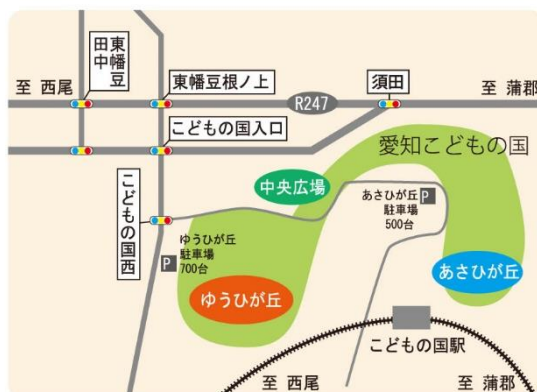 東幡豆
田中
至 西尾
東幡豆根ノ上
須田
至 蒲郡
R247
こどもの国入口
愛知こどもの国
中央広場
こどもの国西
あさひが丘
駐車場
500台
P
ゆうひが丘
駐車場
700台
P
ゆうひが丘
あさひが丘
こどもの国駅
至 西尾
至 蒲郡